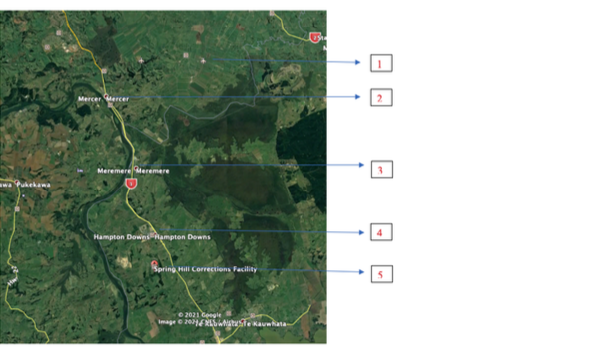 1
Mercer Mercer
2
Meremere Meremere
3
1
Pukekawa
Hampton Downs Hampton Downs
4
Spring Hill Corrections Facility
5
© 2021 Google
Te Kauwhata Te Kauwhata